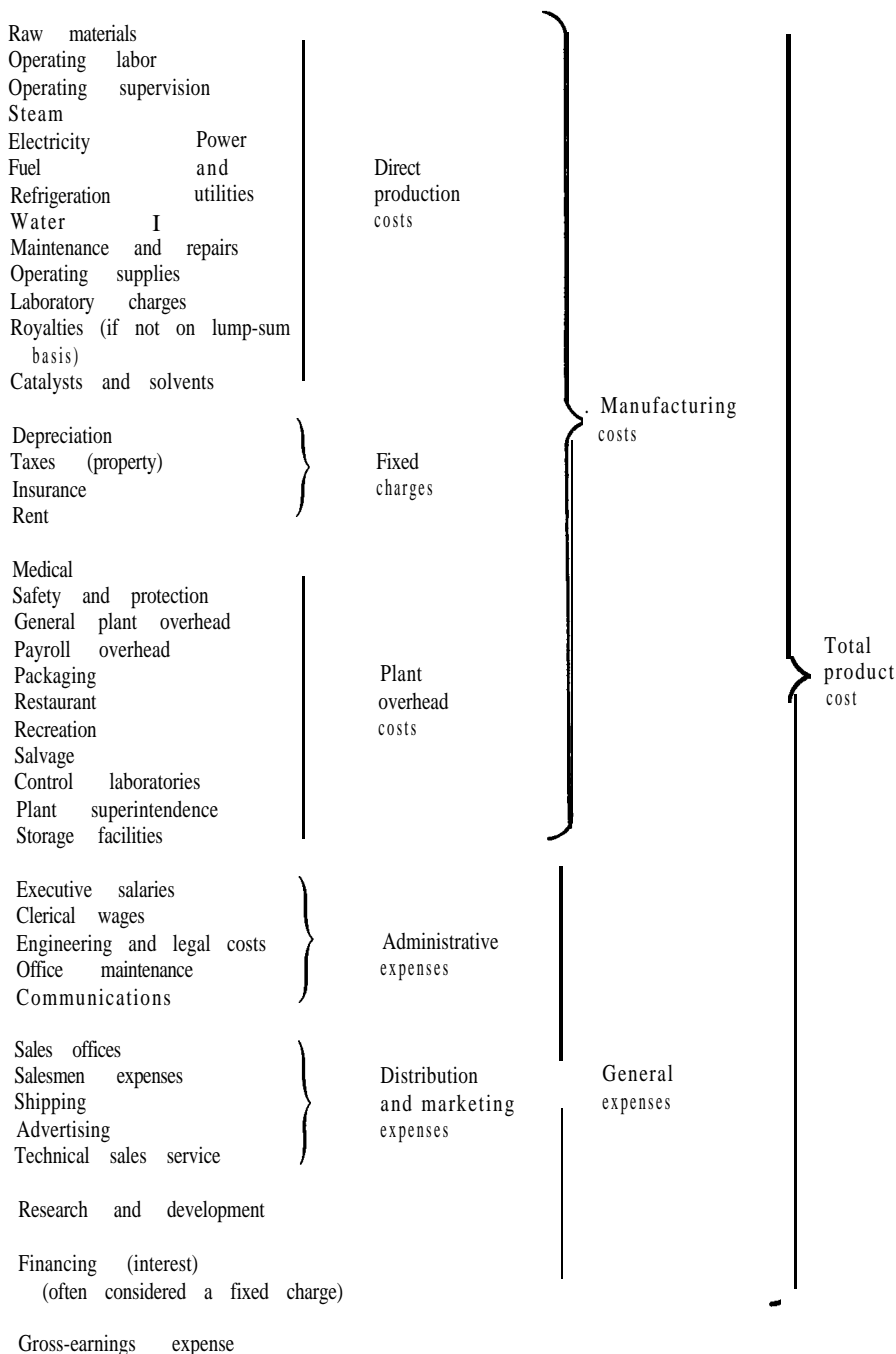 Raw materials
Operating labor
Operating supervision
Steam
Electricity
Fuel
Refrigeration
Water
Power
and
utilities
I
Maintenance and repairs
Operating supplies
Laboratory charges
Royalties (if not on lump-sum
basis)
Catalysts and solvents
Direct
production
costs
Depreciation
Taxes (property)
Insurance
Rent
Fixed
charges
Medical
Safety and protection
General plant overhead
Payroll overhead
Packaging
Restaurant
Recreation
Salvage
Control laboratories
Plant superintendence
Storage facilities
Plant
overhead
costs
. Manufacturing
costs
Executive salaries
Clerical wages
Engineering and legal costs
Office maintenance
Communications
Administrative
expenses
Sales offices
Salesmen expenses
Shipping
Advertising
Technical sales service
Distribution
and marketing
expenses
Research and development
Financing (interest)
(often considered a fixed charge)
General
expenses
Total
product
cost
Gross-earnings expense